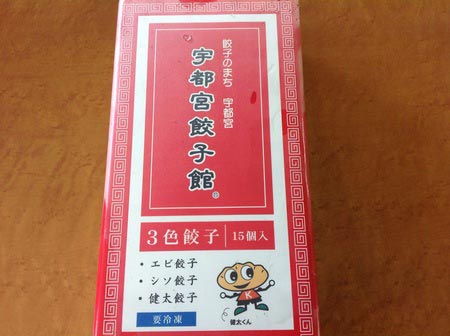 餃子のまち 宇都宮
宇都宮餃子館®
3色餃子 15個入
・エビ餃子
・シソ餃子
・健太餃子
要冷凍
K
健太くん